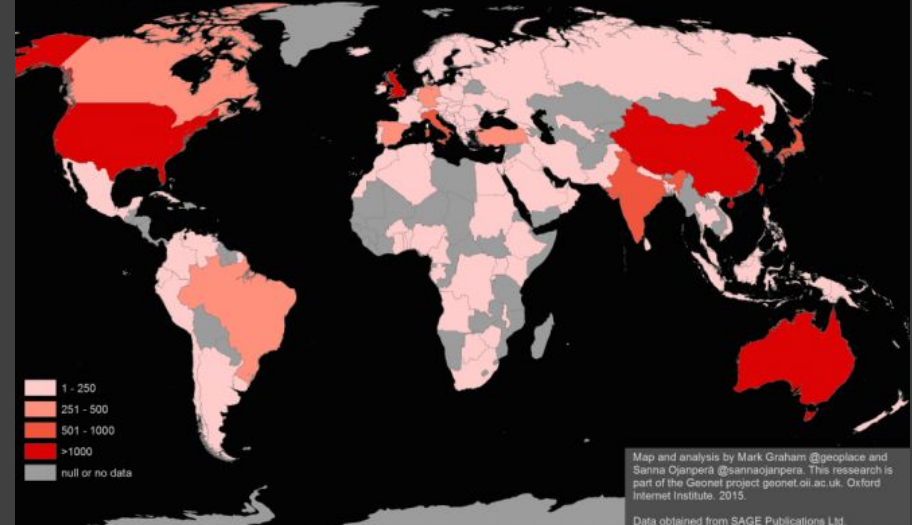 1 - 250
251 - 500
501 - 1000
>1000
null or no data
Map and analysis by Mark Graham @geoplace and
Sanna Ojanperä @sannaojanpera. This ressearch is
part of the Geonet project geonet.oii.ac.uk. Oxford
Internet Institute. 2015.
Data obtained from SAGE Publications Ltd.